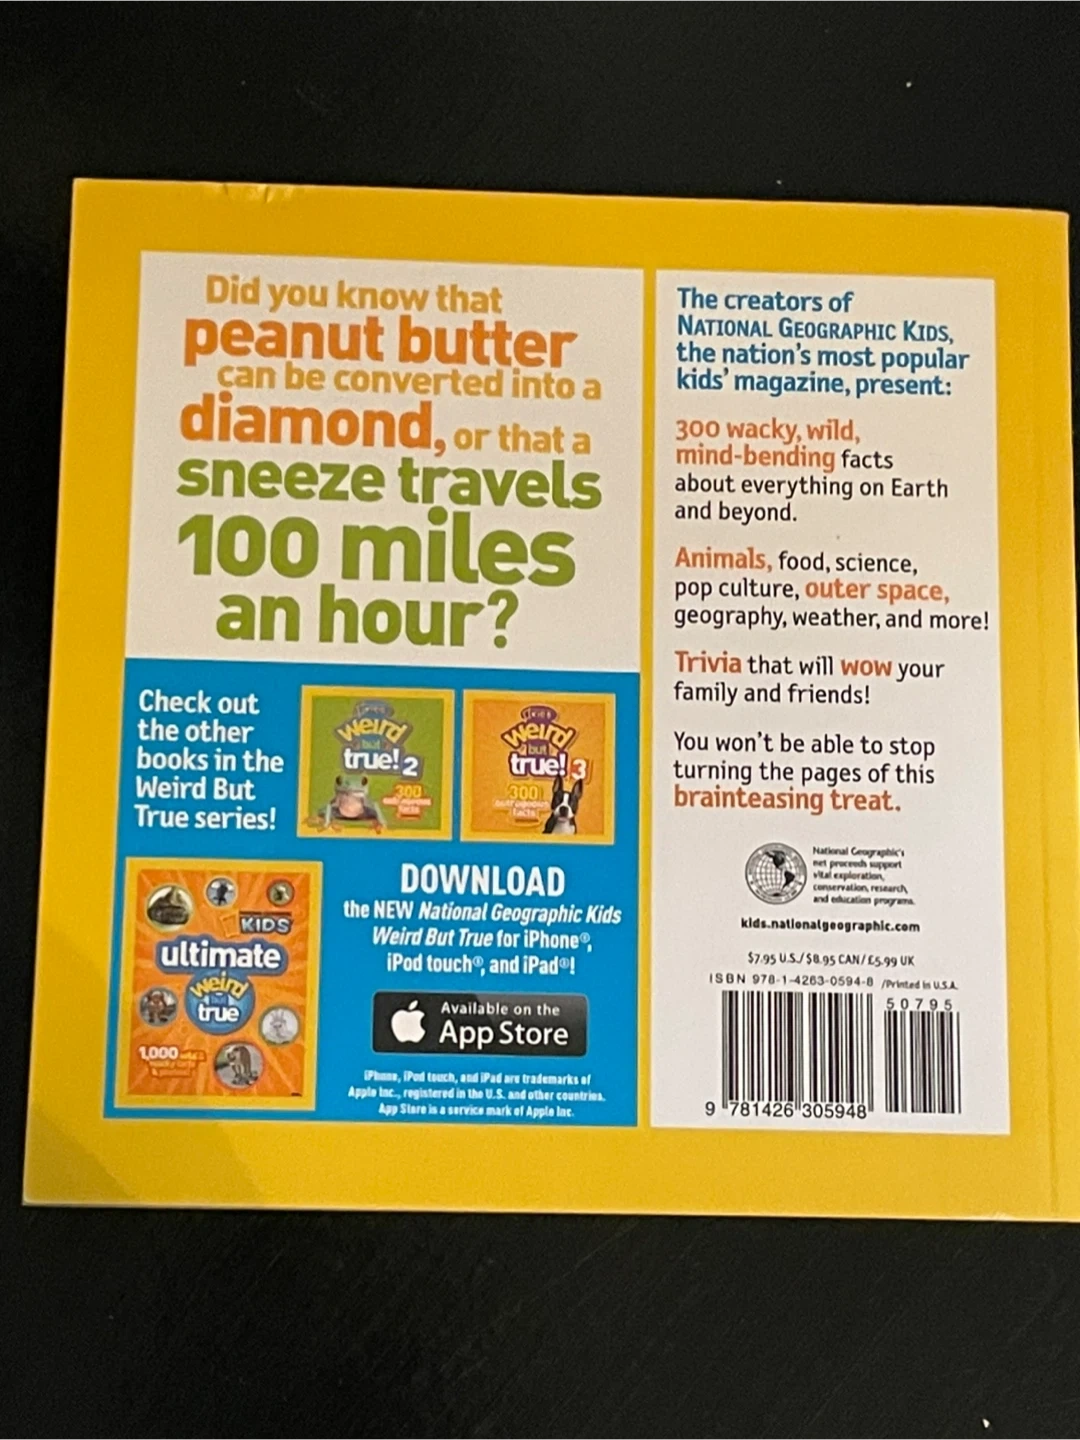 Did you know that
peanut butter
can be converted into a
diamond, or that a
sneeze travels
100 miles
an hour?
Check out
the other
books in the
Weird But
True series!
weird
but
true! 2
300
facts
weird
but
true! 3
300
outrageous
facts
KIDS
ultimate
weird
but
true
1,000
DOWNLOAD
the NEW National Geographic Kids
Weird But True for iPhone®,
iPod touch®, and iPad®!
Available on the
App Store
iPhone, iPod touch, and iPad are trademarks of
Apple Inc., registered in the U.S. and other countries.
App Store is a service mark of Apple Inc.
The creators of
NATIONAL GEOGRAPHIC KIDS,
the nation's most popular
kids' magazine, present:
300 wacky, wild,
mind-bending facts
about everything on Earth
and beyond.
Animals, food, science,
pop culture, outer space,
geography, weather, and more!
Trivia that will wow your
family and friends!
You won't be able to stop
turning the pages of this
brainteasing treat.
National Geographic's
net proceeds support
vital exploration,
conservation, research,
and education programs.
kids.nationalgeographic.com
$7.95 U.S./$8.95 CAN/£5.99 UK
ISBN 978-1-4263-0594-8 /Printed in U.S.A.
50795
9 781426 305948